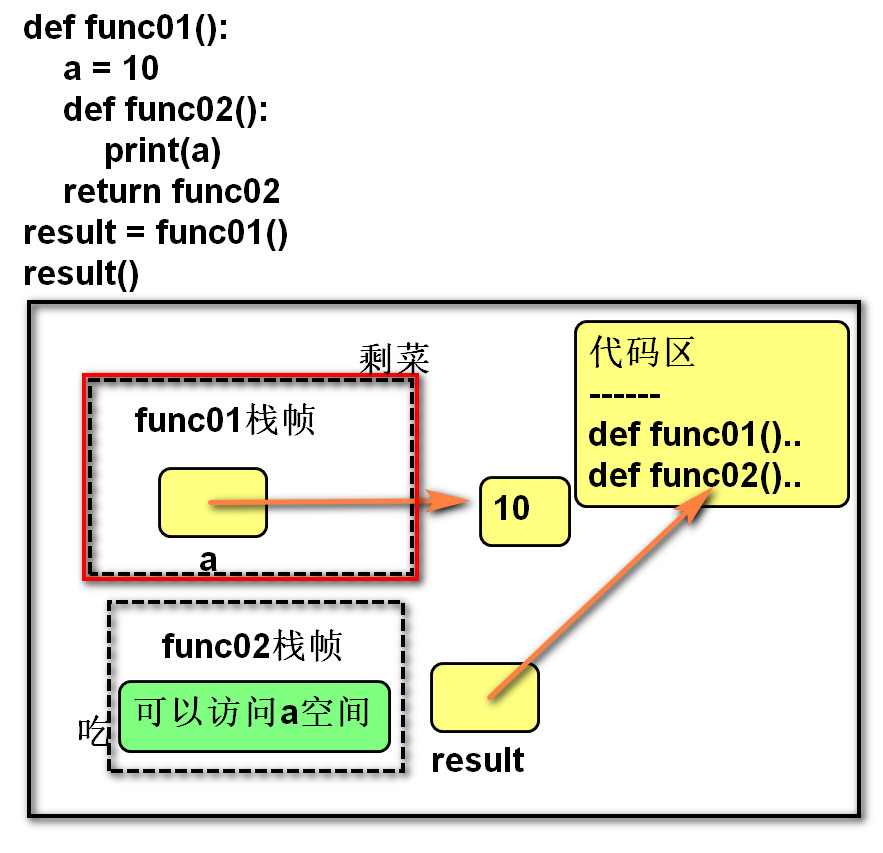 def func01():
a = 10
def func02():
print(a)
return func02
result = func01()
result()
剩菜
代码区
------
def func01()..
def func02()..
func01栈帧
10
a
func02栈帧
可以访问a空间
吃
result